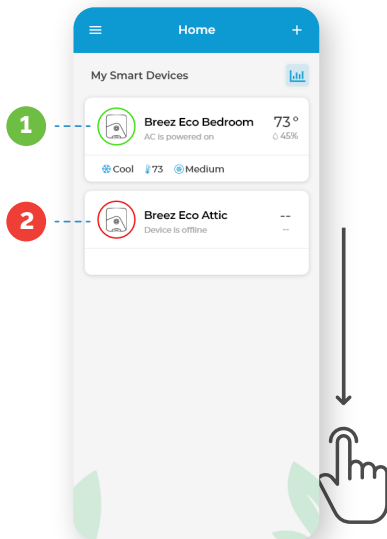 Home
My Smart Devices
1
Breez Eco Bedroom 73°
AC is powered on 45%
Cool 73 Medium
2
Breez Eco Attic --
Device is offline --